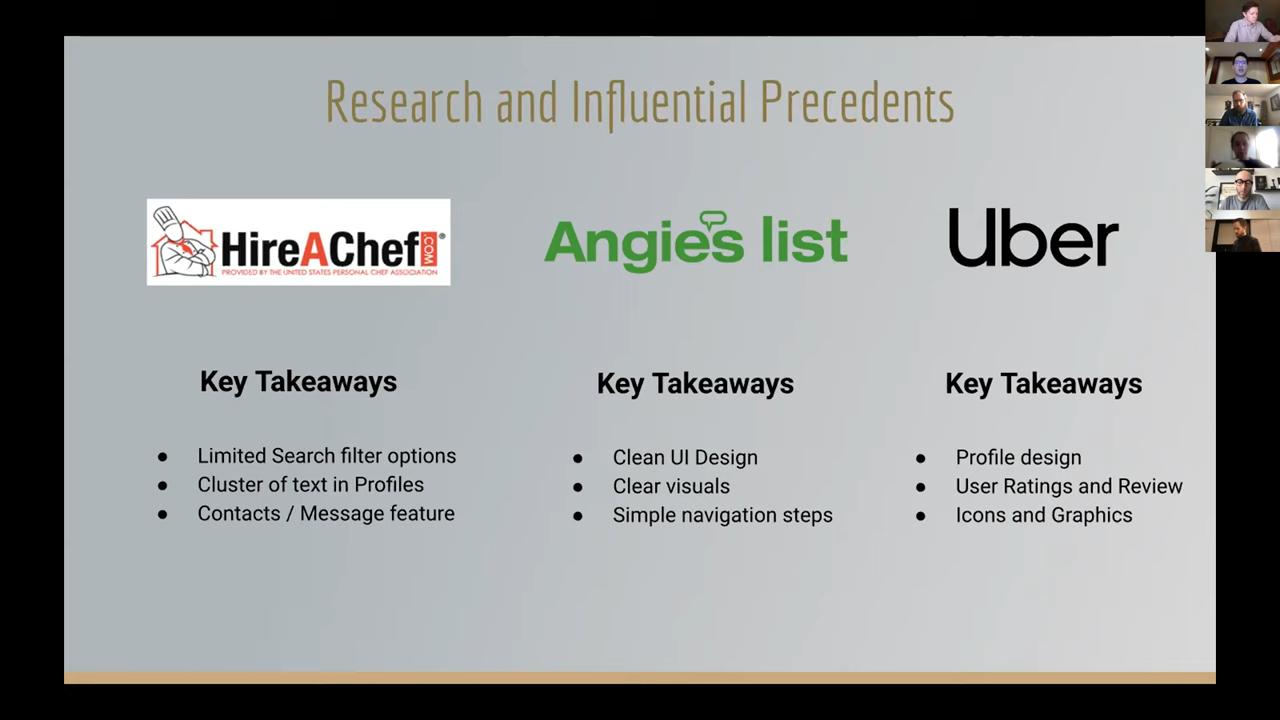 Research and Influential Precedents
HireAChef.COM®
PROVIDED BY THE UNITED STATES PERSONAL CHEF ASSOCIATION
Angie's list
Uber
Key Takeaways
● Limited Search filter options
● Cluster of text in Profiles
● Contacts / Message feature
Key Takeaways
● Clean UI Design
● Clear visuals
● Simple navigation steps
Key Takeaways
● Profile design
● User Ratings and Review
● Icons and Graphics